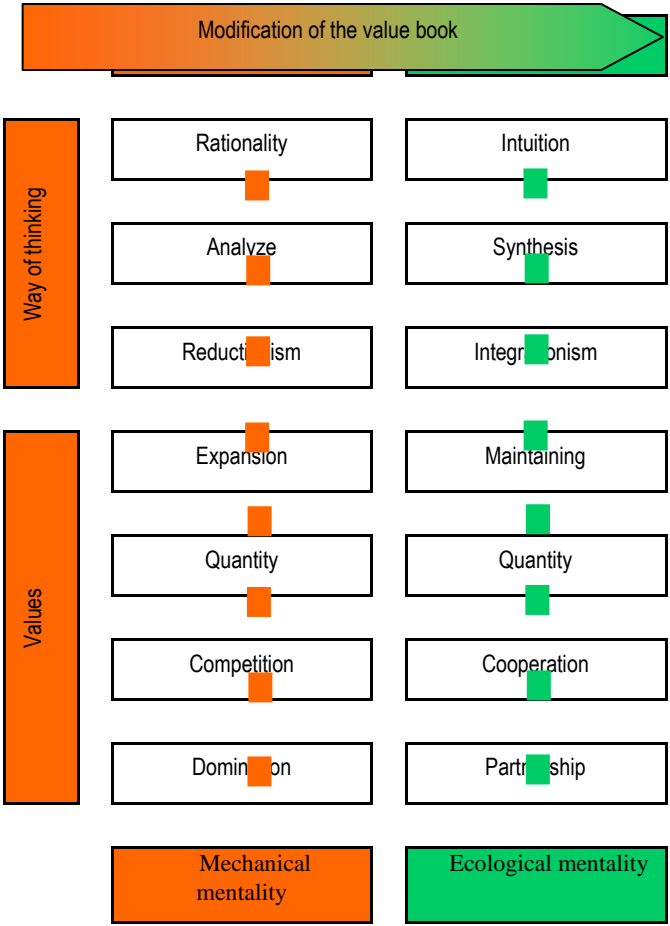 Modification of the value book
Way of thinking
Rationality
Intuition
Analyze
Synthesis
Values
Expansion
Maintaining
Quantity
Quantity
Competition
Cooperation
Mechanical
mentality
Ecological mentality